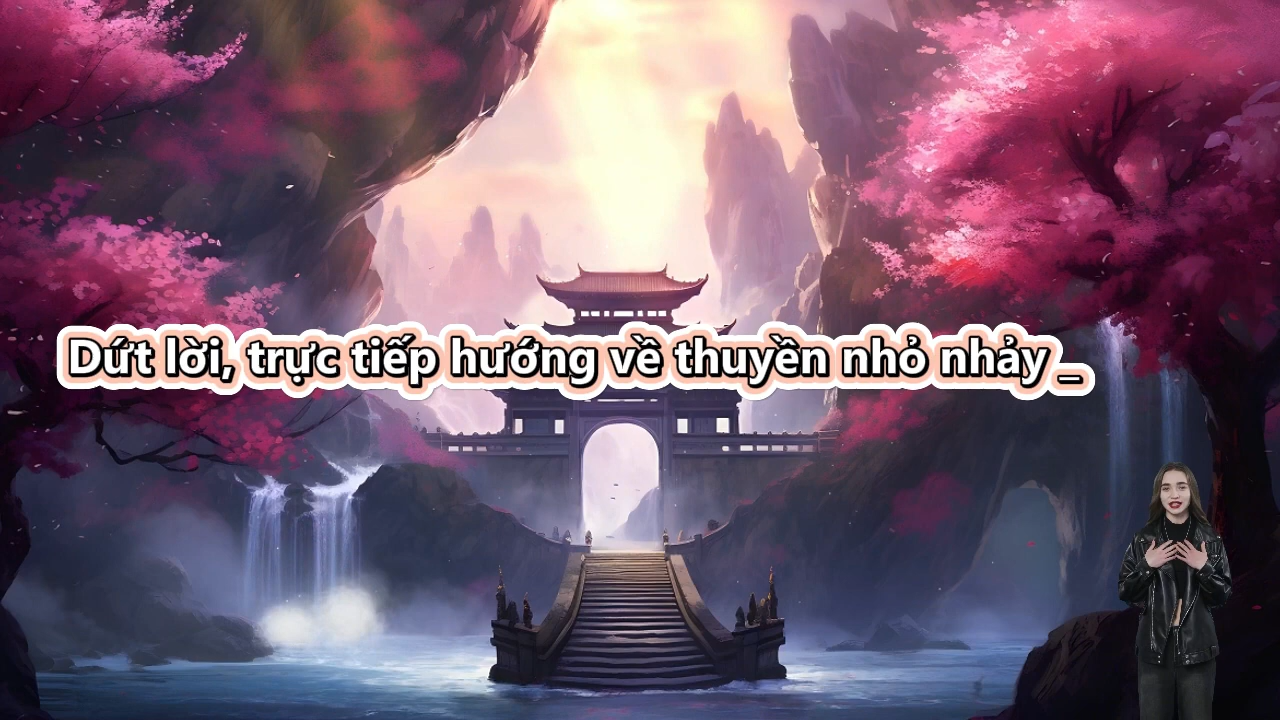 Dứt lời, trực tiếp hướng về thuyền nhỏ nhảy _